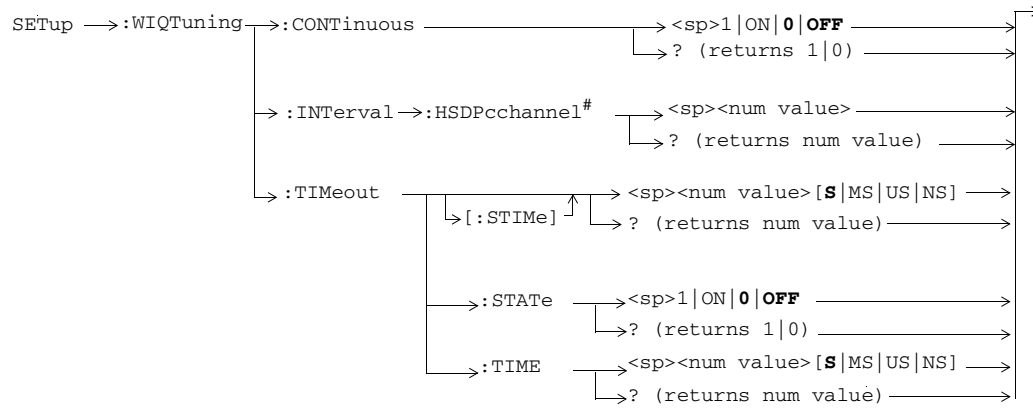 SETup :WIQTuning :CONTinuous <sp>1|ON|0|OFF
? (returns 1|0)
:INTerval :HSDPcchannel# <sp><num value>
? (returns num value)
:TIMeout <sp><num value>[S|MS|US|NS]
[:STIMe] ? (returns num value)
:STATe <sp>1|ON|0|OFF
? (returns 1|0)
:TIME <sp><num value>[S|MS|US|NS]
? (returns num value)